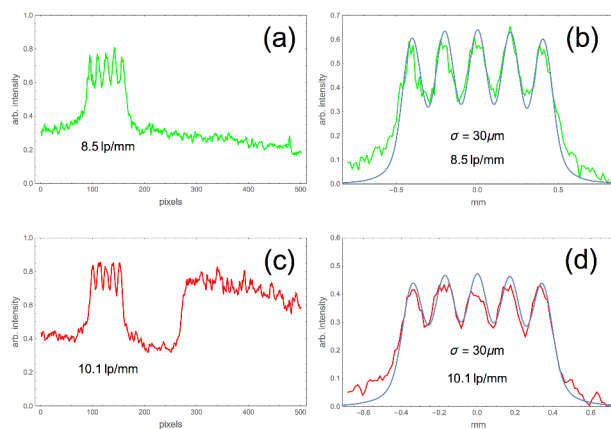 (a)
1.0
0.8
0.6
0.4
0.2
0.0
arb. intensity
8.5 lp/mm
0
100
200
300
400
500
pixels
(b)
0.7
0.6
0.5
0.4
0.3
0.2
0.1
0.0
arb. intensity
σ = 30μm
8.5 lp/mm
-0.5
0.0
0.5
mm
(c)
1.0
0.8
0.6
0.4
0.2
0.0
arb. intensity
10.1 lp/mm
0
100
200
300
400
500
pixels
(d)
0.6
0.5
0.4
0.3
0.2
0.1
0.0
arb. intensity
σ = 30μm
10.1 lp/mm
-0.6
-0.4
-0.2
0.0
0.2
0.4
0.6
mm